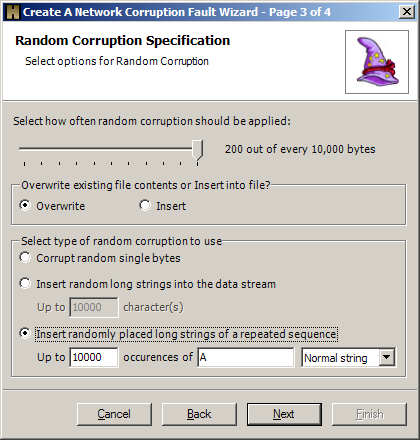 Create A Network Corruption Fault Wizard - Page 3 of 4
Random Corruption Specification
Select options for Random Corruption
Select how often random corruption should be applied:
200 out of every 10,000 bytes
Overwrite existing file contents or Insert into file?
Overwrite Insert
Select type of random corruption to use
Corrupt random single bytes
Insert random long strings into the data stream
Up to 10000 character(s)
Insert randomly placed long strings of a repeated sequence
Up to 10000 occurences of A Normal string
Cancel Back Next Finish